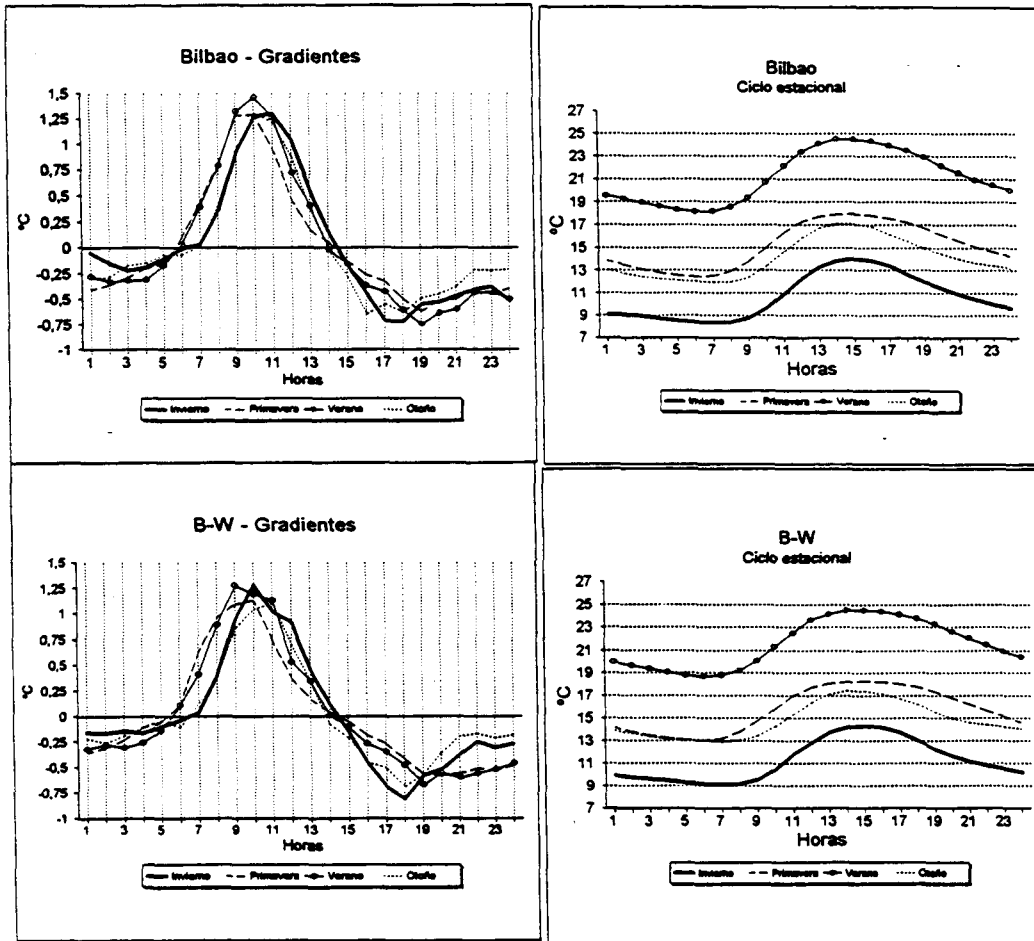 Bilbao - Gradientes
1,5
1,25
1
0,75
0,5
0,25
0
-0,25
-0,5
-0,75
-1
ºC
1 3 5 7 9 11 13 15 17 19 21 23
Horas
Invierno Primavera Verano Otoño
Bilbao
Ciclo estacional
27
25
23
21
19
17
15
13
11
9
7
ºC
1 3 5 7 9 11 13 15 17 19 21 23
Horas
Invierno Primavera Verano Otoño
B-W - Gradientes
1,5
1,25
1
0,75
0,5
0,25
0
-0,25
-0,5
-0,75
-1
ºC
1 3 5 7 9 11 13 15 17 19 21 23
Horas
Invierno Primavera Verano Otoño
B-W
Ciclo estacional
27
25
23
21
19
17
15
13
11
9
7
ºC
1 3 5 7 9 11 13 15 17 19 21 23
Horas
Invierno Primavera Verano Otoño